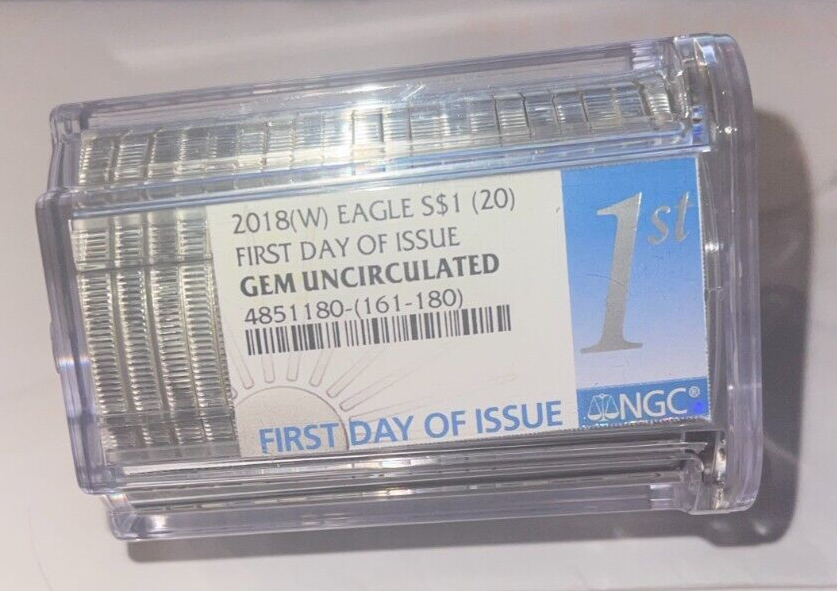 2018(W) EAGLE S$1 (20)
FIRST DAY OF ISSUE
GEM UNCIRCULATED
4851180-(161-180)
FIRST DAY OF ISSUE
1st
NGC®